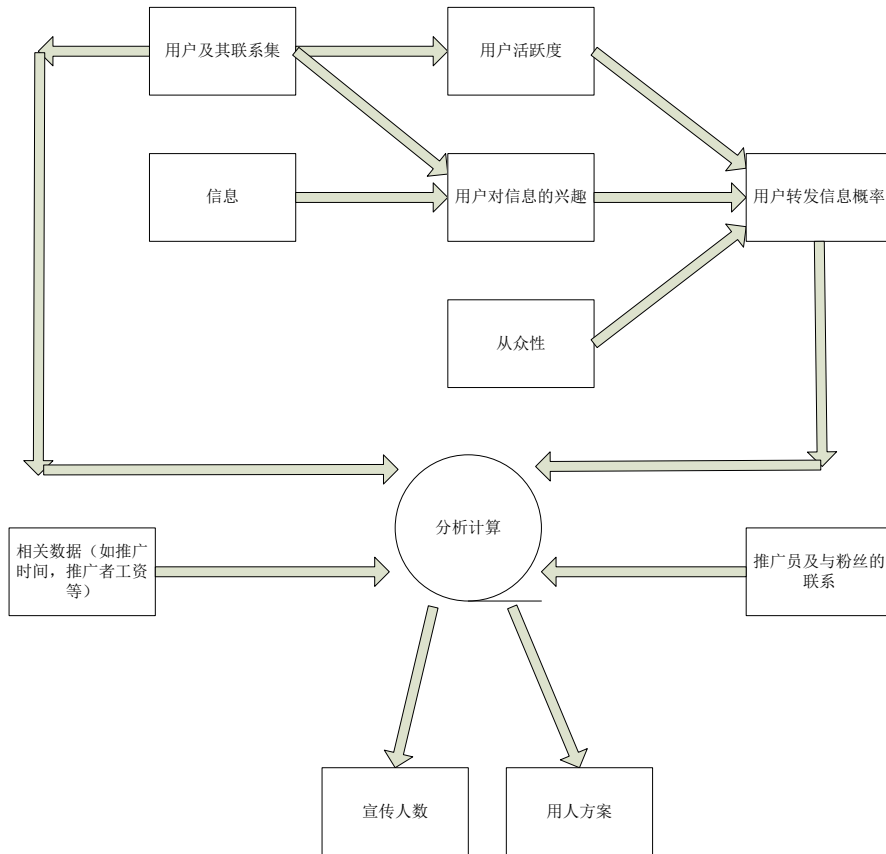 用户及其联系集
用户活跃度
信息
用户对信息的兴趣
用户转发信息概率
从众性
分析计算
相关数据（如推广
时间，推广者工资
等）
推广员及与粉丝的
联系
宣传人数
用人方案